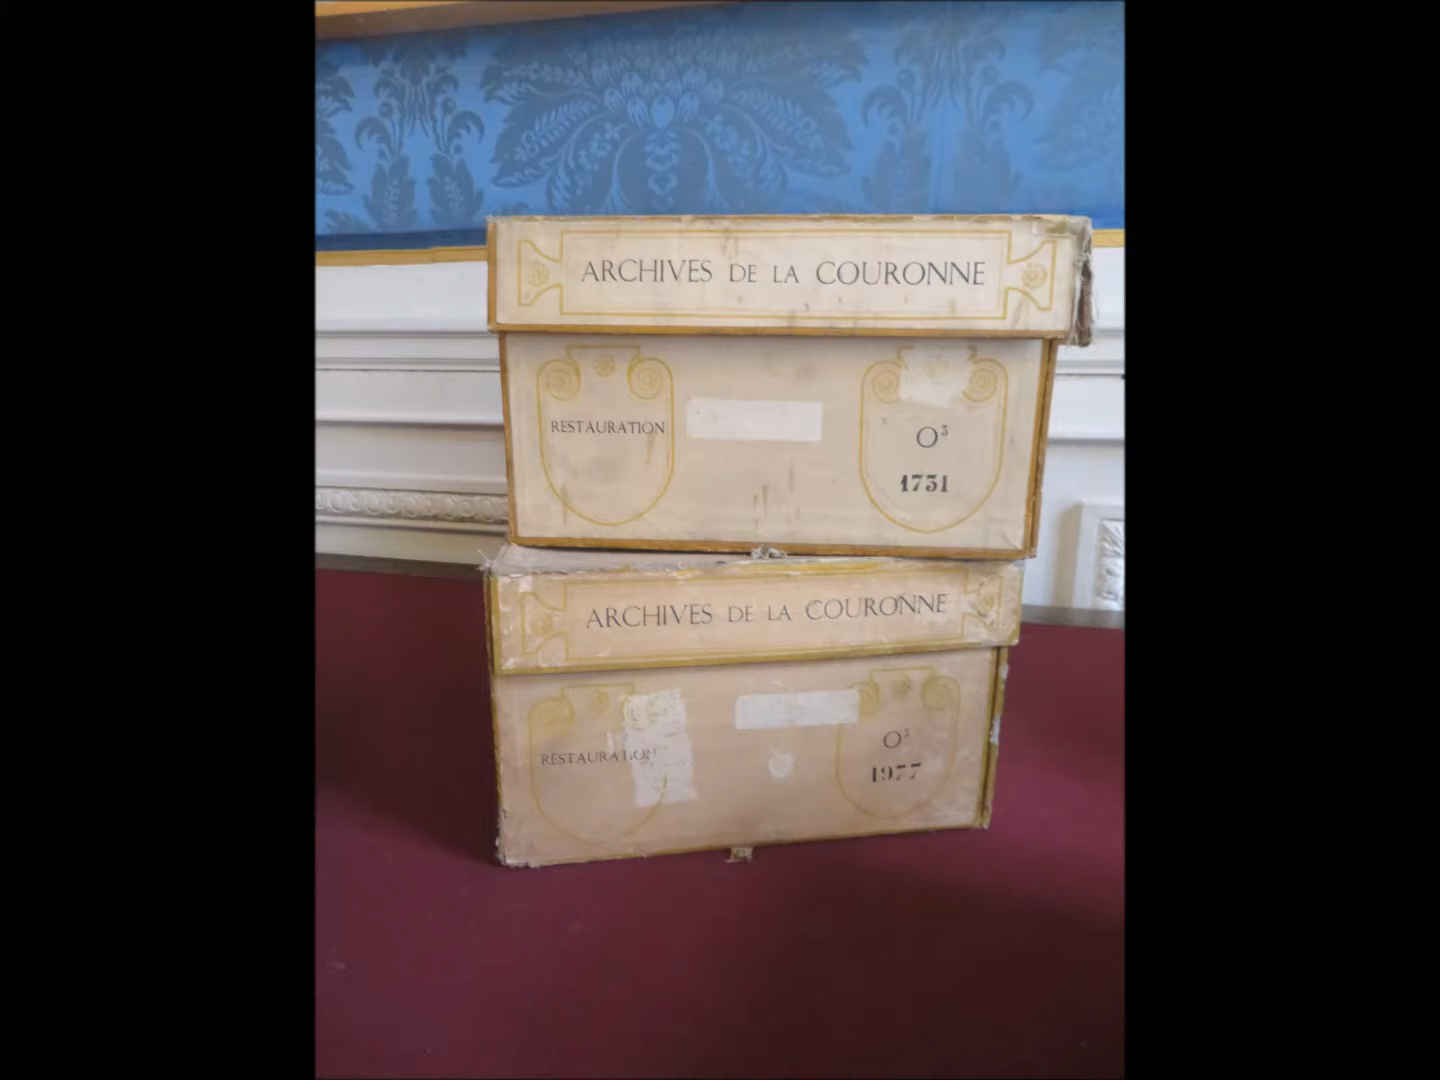 ARCHIVES DE LA COURONNE
RESTAURATION
O³
1731
ARCHIVES DE LA COURONNE
RESTAURATION
O³
1977